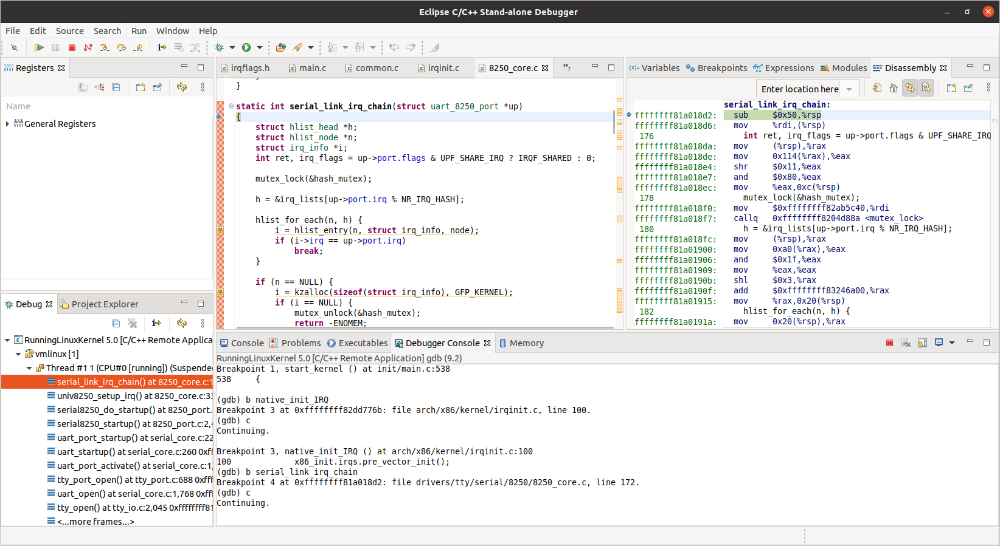 Eclipse C/C++ Stand-alone Debugger
File Edit Source Search Run Window Help
Registers
Name
General Registers
Debug
Project Explorer
RunningLinuxKernel 5.0 [C/C++ Remote Applica
vmlinux [1]
Thread #1 1 (CPU#0 [running]) (Suspended
serial_link_irq_chain() at 8250_core.c:1
univ8250_setup_irq() at 8250_core.c:33
serial8250_do_startup() at 8250_port.
serial8250_startup() at 8250_port.c:2,4
uart_port_startup() at serial_core.c:22
uart_startup() at serial_core.c:260 0xff
uart_port_activate() at serial_core.c:1,
tty_port_open() at tty_port.c:688 0xfff
uart_open() at serial_core.c:1,768 0xfff
tty_open() at tty_io.c:2,045 0xffffffff81
<...more frames...>
irqflags.h main.c common.c irqinit.c 8250_core.c »7
}
static int serial_link_irq_chain(struct uart_8250_port *up)
{
struct hlist_head *h;
struct hlist_node *n;
struct irq_info *i;
int ret, irq_flags = up->port.flags & UPF_SHARE_IRQ ? IRQF_SHARED : 0;
mutex_lock(&hash_mutex);
h = &irq_lists[up->port.irq % NR_IRQ_HASH];
hlist_for_each(n, h) {
i = hlist_entry(n, struct irq_info, node);
if (i->irq == up->port.irq)
break;
}
if (n == NULL) {
i = kzalloc(sizeof(struct irq_info), GFP_KERNEL);
if (i == NULL) {
mutex_unlock(&hash_mutex);
return -ENOMEM;
(x)= Variables Breakpoints Expressions Modules Disassembly
Enter location here
serial_link_irq_chain:
ffffffff81a018d2: sub $0x50,%rsp
ffffffff81a018d6: mov %rdi,(%rsp)
176 int ret, irq_flags = up->port.flags & UPF_SHARE_IRQ
ffffffff81a018da: mov (%rsp),%rax
ffffffff81a018de: mov 0x114(%rax),%eax
ffffffff81a018e4: shr $0x11,%eax
ffffffff81a018e7: and $0x80,%eax
ffffffff81a018ec: mov %eax,0xc(%rsp)
178 mutex_lock(&hash_mutex);
ffffffff81a018f0: mov $0xffffffff82ab5c40,%rdi
ffffffff81a018f7: callq 0xffffffff8204d88a <mutex_lock>
180 h = &irq_lists[up->port.irq % NR_IRQ_HASH];
ffffffff81a018fc: mov (%rsp),%rax
ffffffff81a01900: mov 0xa0(%rax),%eax
ffffffff81a01906: and $0x1f,%eax
ffffffff81a01909: mov %eax,%eax
ffffffff81a0190b: shl $0x3,%rax
ffffffff81a0190f: add $0xffffffff83246a00,%rax
ffffffff81a01915: mov %rax,0x20(%rsp)
182 hlist_for_each(n, h) {
ffffffff81a0191a: mov 0x20(%rsp),%rax
Console Problems Executables Debugger Console Memory
RunningLinuxKernel 5.0 [C/C++ Remote Application] gdb (9.2)
Breakpoint 1, start_kernel () at init/main.c:538
538 {
(gdb) b native_init_IRQ
Breakpoint 3 at 0xffffffff82dd776b: file arch/x86/kernel/irqinit.c, line 100.
(gdb) c
Continuing.
Breakpoint 3, native_init_IRQ () at arch/x86/kernel/irqinit.c:100
100 x86_init.irqs.pre_vector_init();
(gdb) b serial_link_irq_chain
Breakpoint 4 at 0xffffffff81a018d2: file drivers/tty/serial/8250/8250_core.c, line 172.
(gdb) c
Continuing.